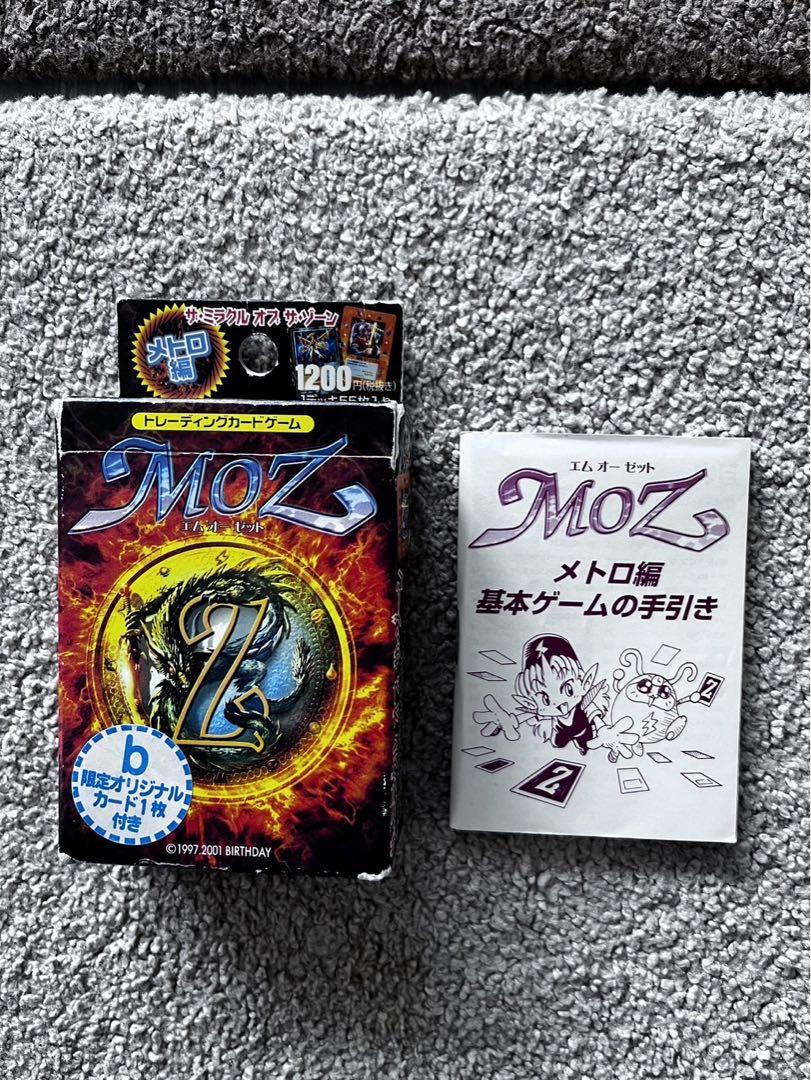 ザ・ミラクル オブ ザ・ゾーン
メトロ
編
1200円(税抜き)
トレーディングカードゲーム
MOZ
エム オー ゼット
Z
b
限定オリジナル
カード1枚
付き
©1997.2001 BIRTHDAY
エム オー ゼット
MOZ
メトロ編
基本ゲームの手引き
Z
Z